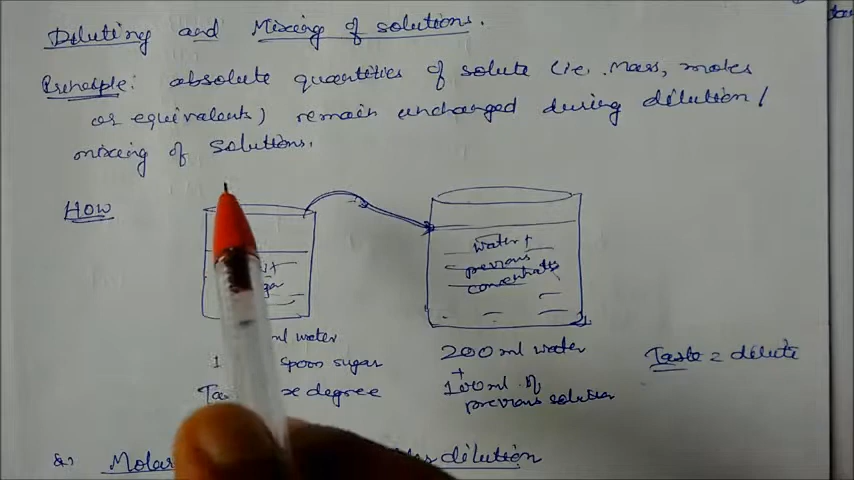 Diluting and Mixing of solutions.
Principle: absolute quantities of solute (i.e. Mass, moles
or equivalents) remain unchanged during dilution/
mixing of solutions.
How
water+
previous
concentrate
ml water
spoon sugar
degree
200 ml water
+
100 ml of
previous solution
Taste = dilute
dilution